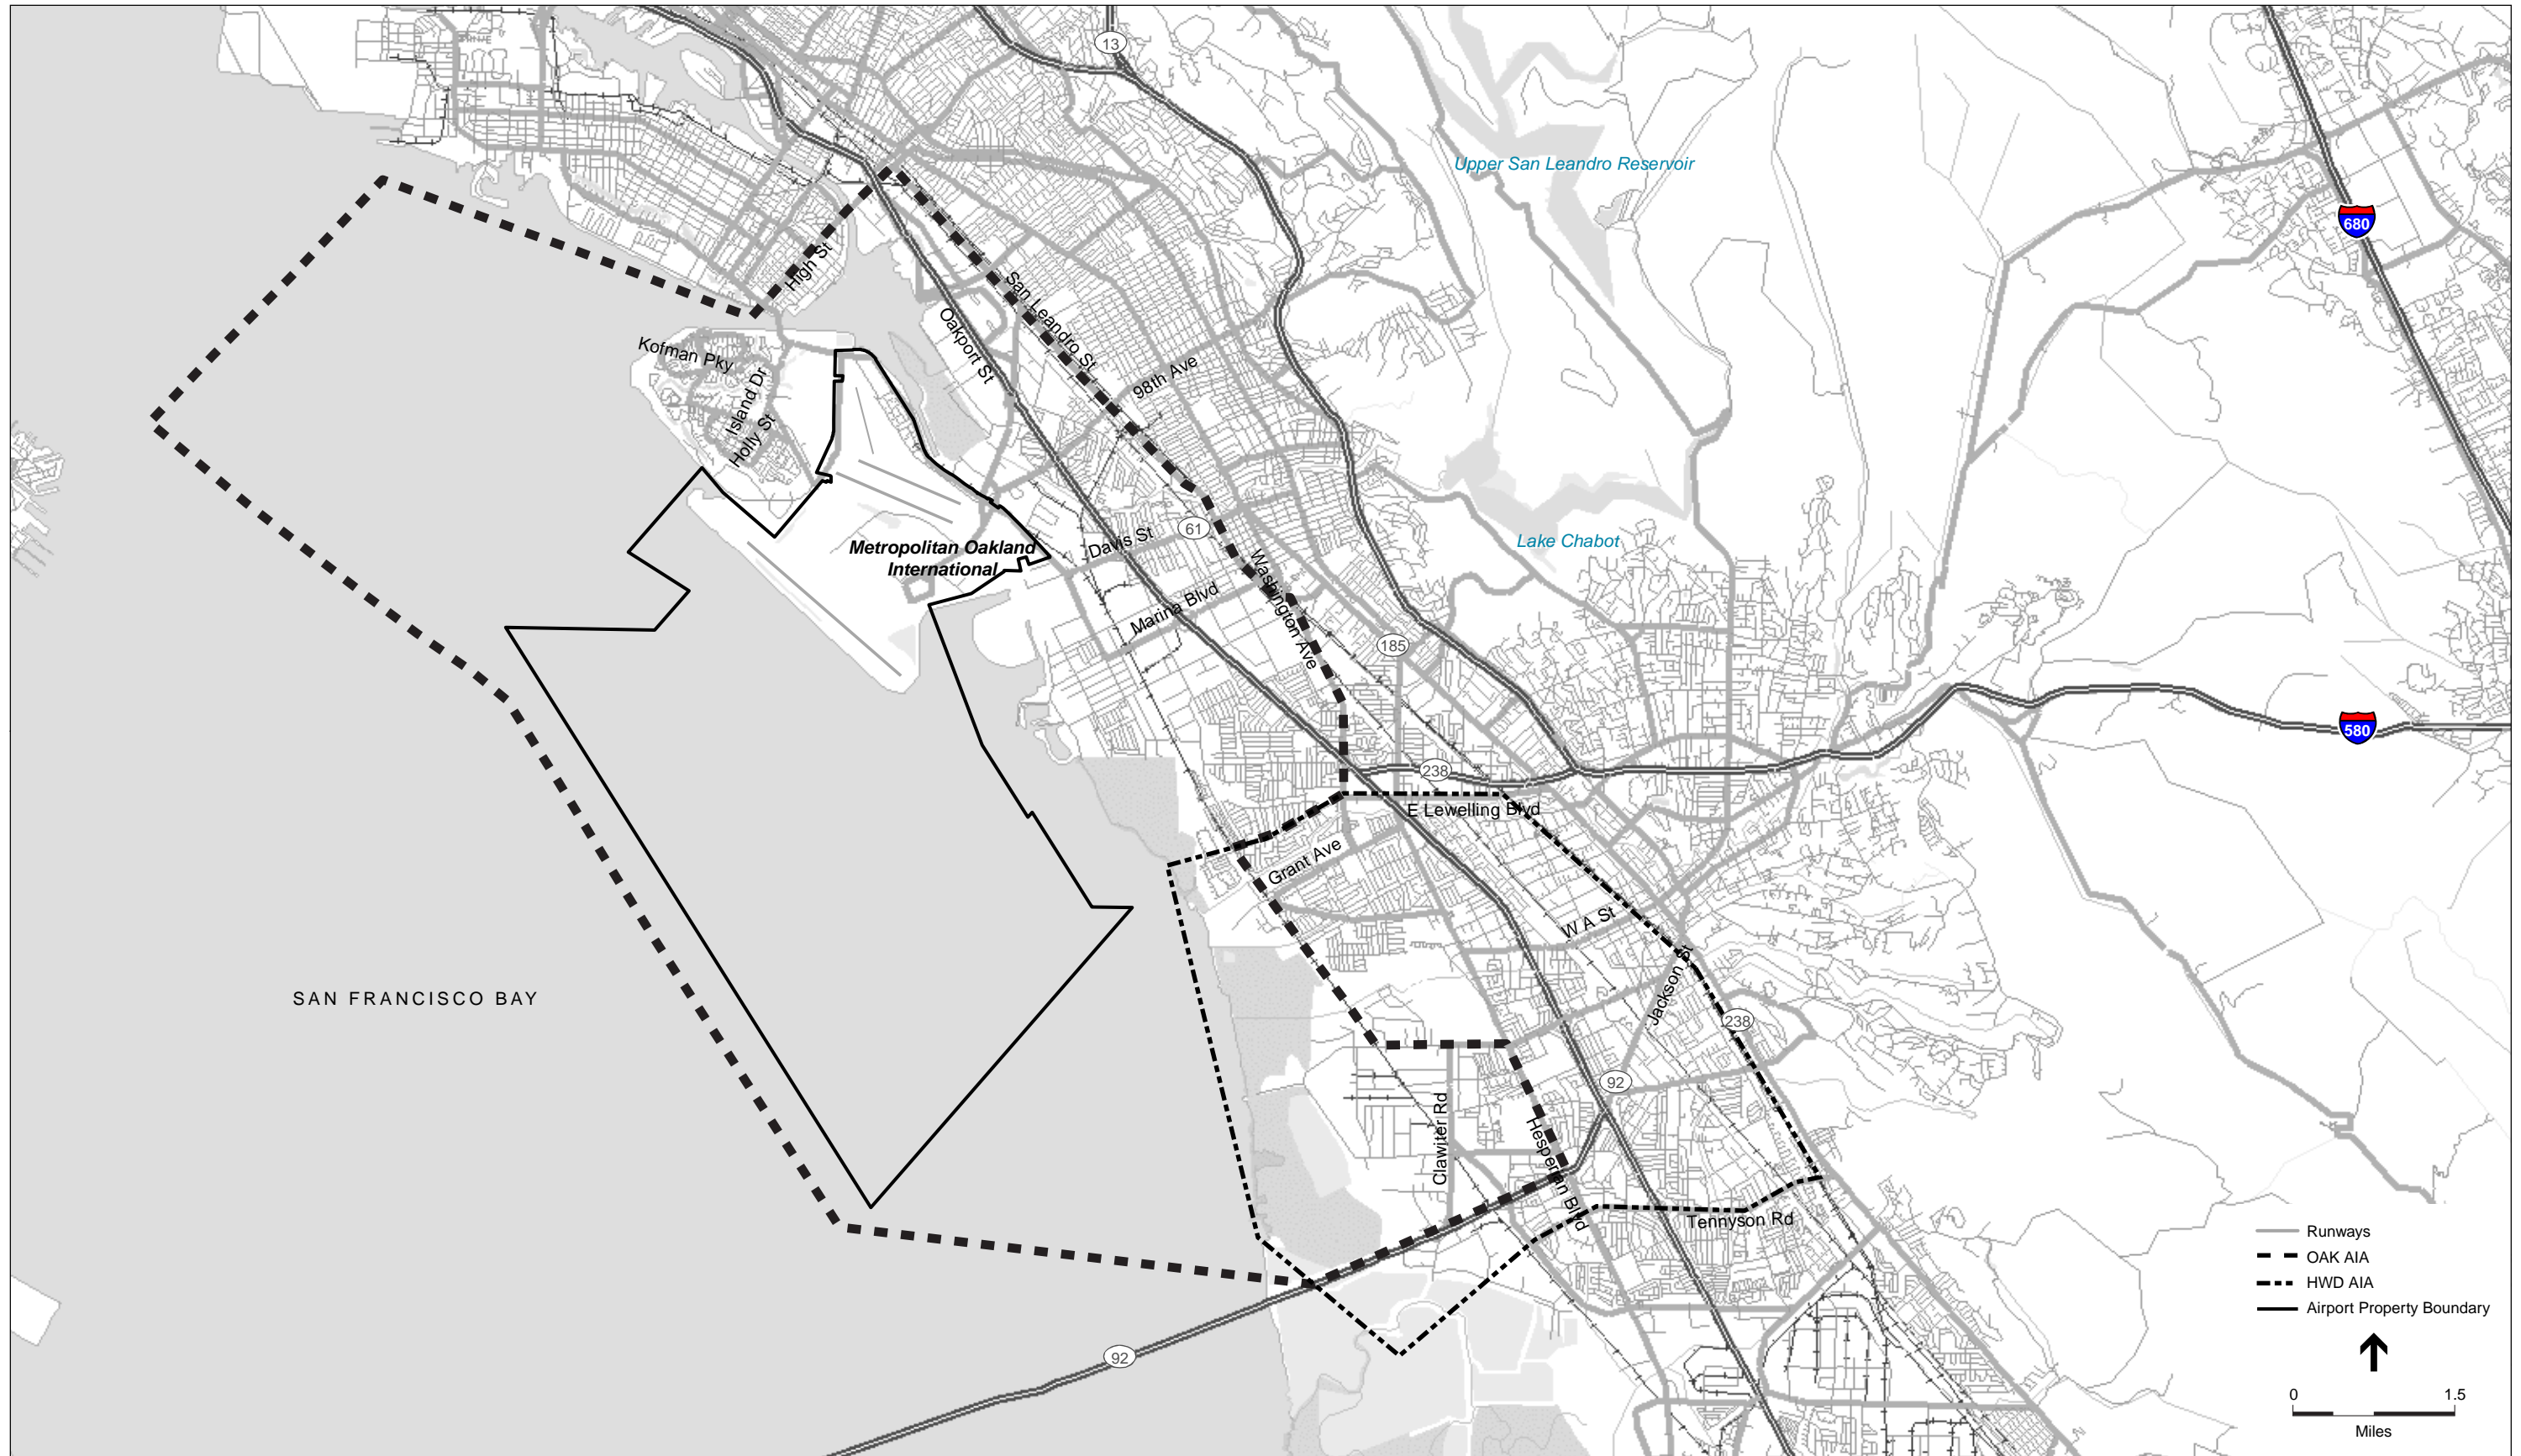 13
Upper San Leandro Reservoir
680
High St
San Leandro St
Oakport St
Kofman Pky
Island Dr
Holly St
98th Ave
61
Davis St
Metropolitan Oakland
International
Lake Chabot
Washington Ave
Marina Blvd
185
580
238
E Lewelling Blvd
Grant Ave
W A St
Jackson St
SAN FRANCISCO BAY
238
92
Clawiter Rd
Hesperian Blvd
Tennyson Rd
92
Runways
OAK AIA
HWD AIA
Airport Property Boundary
0 1.5
Miles